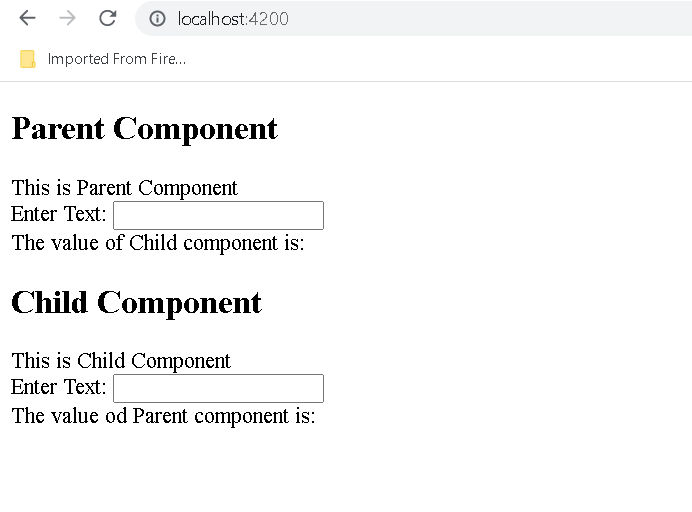 localhost:4200
Imported From Fire...
Parent Component
This is Parent Component
Enter Text:
The value of Child component is:
Child Component
This is Child Component
Enter Text:
The value od Parent component is: